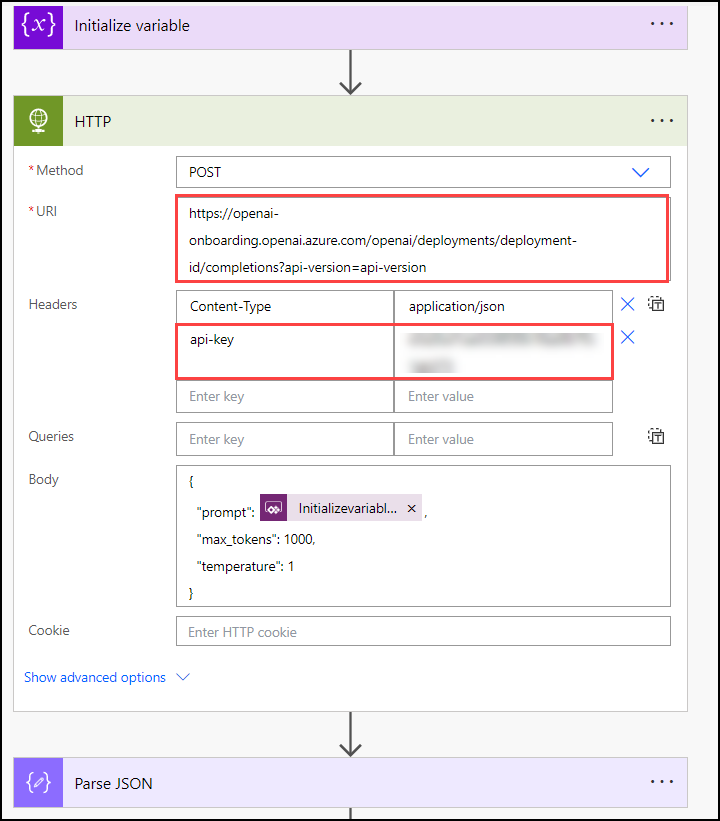 Initialize variable
HTTP
* Method
POST
* URI
https://openai-
onboarding.openai.azure.com/openai/deployments/deployment-
id/completions?api-version=api-version
Headers
Content-Type
application/json
api-key
Enter key
Enter value
Queries
Enter key
Enter value
Body
{
"prompt": Initializevariabl... × ,
"max_tokens": 1000,
"temperature": 1
}
Cookie
Enter HTTP cookie
Show advanced options
Parse JSON